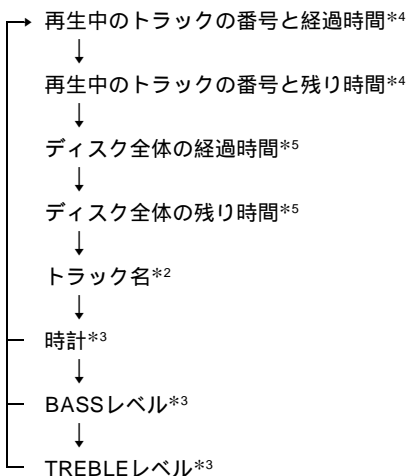 再生中のトラックの番号と経過時間*4
再生中のトラックの番号と残り時間*4
ディスク全体の経過時間*5
ディスク全体の残り時間*5
トラック名*2
時計*3
BASSレベル*3
TREBLEレベル*3